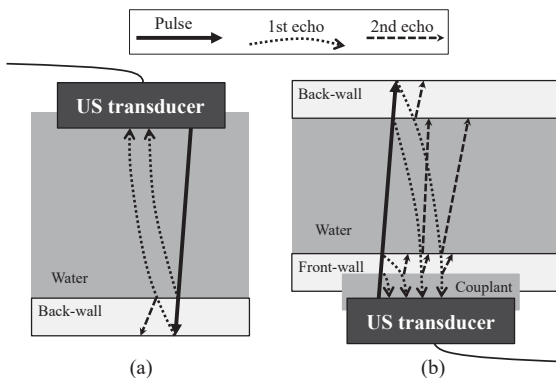 Pulse
1st echo
2nd echo
US transducer
Water
Back-wall
(a)
Back-wall
Water
Front-wall
Couplant
US transducer
(b)